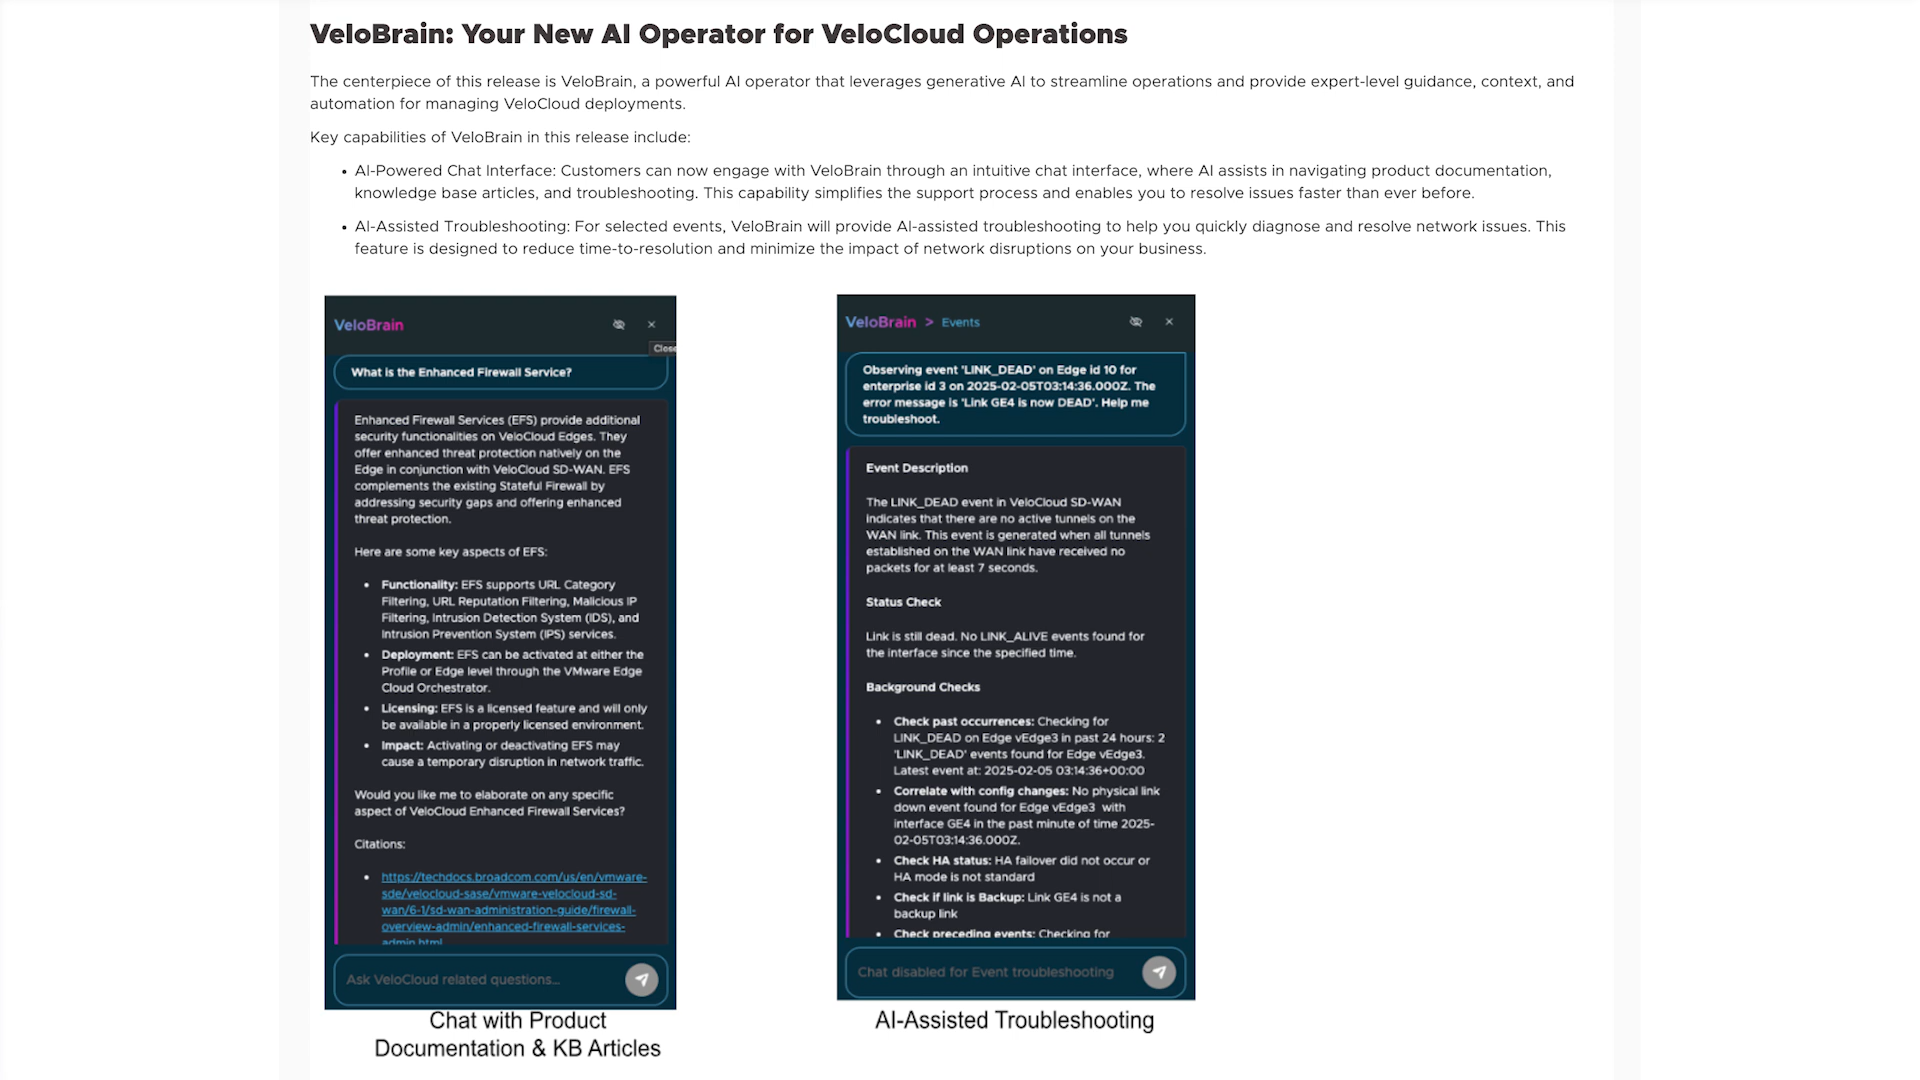 VeloBrain: Your New AI Operator for VeloCloud Operations
The centerpiece of this release is VeloBrain, a powerful AI operator that leverages generative AI to streamline operations and provide expert-level guidance, context, and
automation for managing VeloCloud deployments.
Key capabilities of VeloBrain in this release include:
• AI-Powered Chat Interface: Customers can now engage with VeloBrain through an intuitive chat interface, where AI assists in navigating product documentation,
knowledge base articles, and troubleshooting. This capability simplifies the support process and enables you to resolve issues faster than ever before.
• AI-Assisted Troubleshooting: For selected events, VeloBrain will provide AI-assisted troubleshooting to help you quickly diagnose and resolve network issues. This
feature is designed to reduce time-to-resolution and minimize the impact of network disruptions on your business.
VeloBrain
Close
What is the Enhanced Firewall Service?
Enhanced Firewall Services (EFS) provide additional
security functionalities on VeloCloud Edges. They
offer enhanced threat protection natively on the
Edge in conjunction with VeloCloud SD-WAN. EFS
complements the existing Stateful Firewall by
addressing security gaps and offering enhanced
threat protection.
Here are some key aspects of EFS:
• Functionality: EFS supports URL Category
Filtering, URL Reputation Filtering, Malicious IP
Filtering, Intrusion Detection System (IDS), and
Intrusion Prevention System (IPS) services.
• Deployment: EFS can be activated at either the
Profile or Edge level through the VMware Edge
Cloud Orchestrator.
• Licensing: EFS is a licensed feature and will only
be available in a properly licensed environment.
• Impact: Activating or deactivating EFS may
cause a temporary disruption in network traffic.
Would you like me to elaborate on any specific
aspect of VeloCloud Enhanced Firewall Services?
Citations:
• https://techdocs.broadcom.com/us/en/vmware-
sde/velocloud-sase/vmware-velocloud-sd-
wan/6-1/sd-wan-administration-guide/firewall-
overview-admin/enhanced-firewall-services-
admin.html
Ask VeloCloud related questions...
Chat with Product
Documentation & KB Articles
VeloBrain > Events
Observing event 'LINK_DEAD' on Edge id 10 for
enterprise id 3 on 2025-02-05T03:14:36.000Z. The
error message is 'Link GE4 is now DEAD'. Help me
troubleshoot.
Event Description
The LINK_DEAD event in VeloCloud SD-WAN
indicates that there are no active tunnels on the
WAN link. This event is generated when all tunnels
established on the WAN link have received no
packets for at least 7 seconds.
Status Check
Link is still dead. No LINK_ALIVE events found for
the interface since the specified time.
Background Checks
• Check past occurrences: Checking for
LINK_DEAD on Edge vEdge3 in past 24 hours: 2
'LINK_DEAD' events found for Edge vEdge3.
Latest event at: 2025-02-05 03:14:36+00:00
• Correlate with config changes: No physical link
down event found for Edge vEdge3 with
interface GE4 in the past minute of time 2025-
02-05T03:14:36.000Z.
• Check HA status: HA failover did not occur or
HA mode is not standard
• Check if link is Backup: Link GE4 is not a
backup link
• Check preceding events: Checking for
Chat disabled for Event troubleshooting
AI-Assisted Troubleshooting